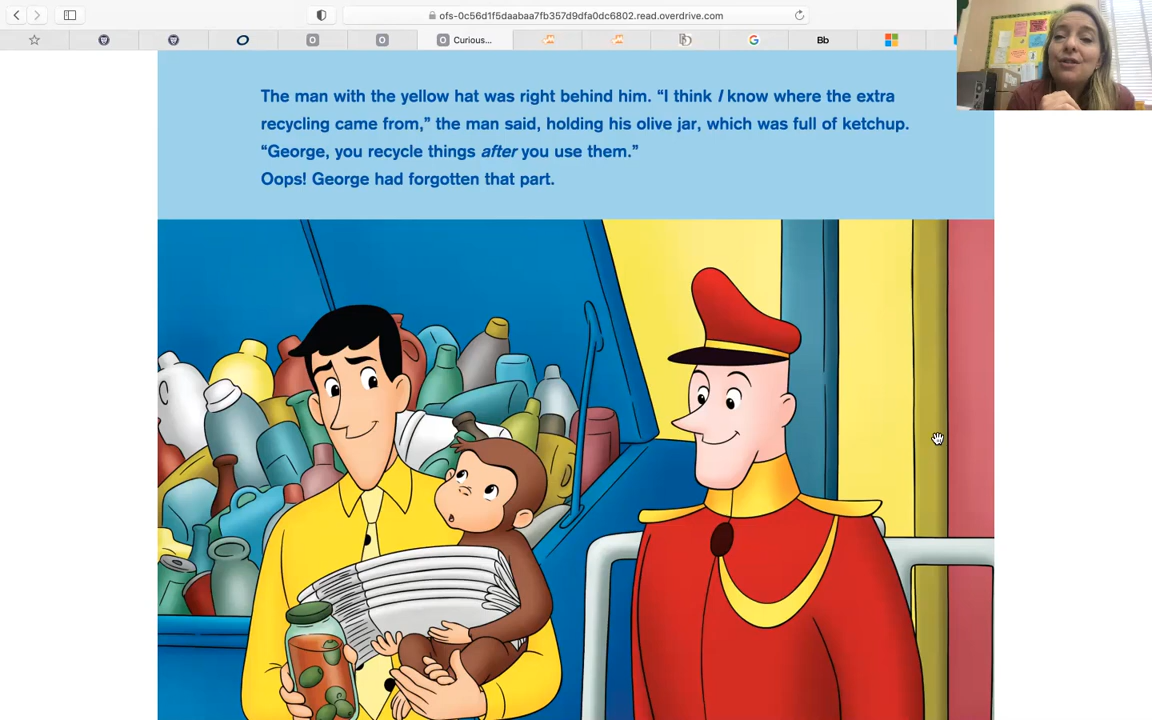 ofs-0c56d1f5daabaa7fb357d9dfa0dc6802.read.overdrive.com
Curious... Bb
The man with the yellow hat was right behind him. “I think I know where the extra
recycling came from,” the man said, holding his olive jar, which was full of ketchup.
“George, you recycle things after you use them.”
Oops! George had forgotten that part.